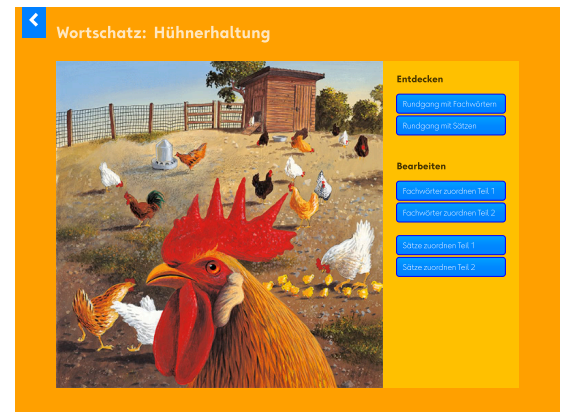 Wortschatz: Hühnerhaltung
Entdecken
Rundgang mit Fachwörtern
Rundgang mit Sätzen
Bearbeiten
Fachwörter zuordnen Teil 1
Fachwörter zuordnen Teil 2
Sätze zuordnen Teil 1
Sätze zuordnen Teil 2